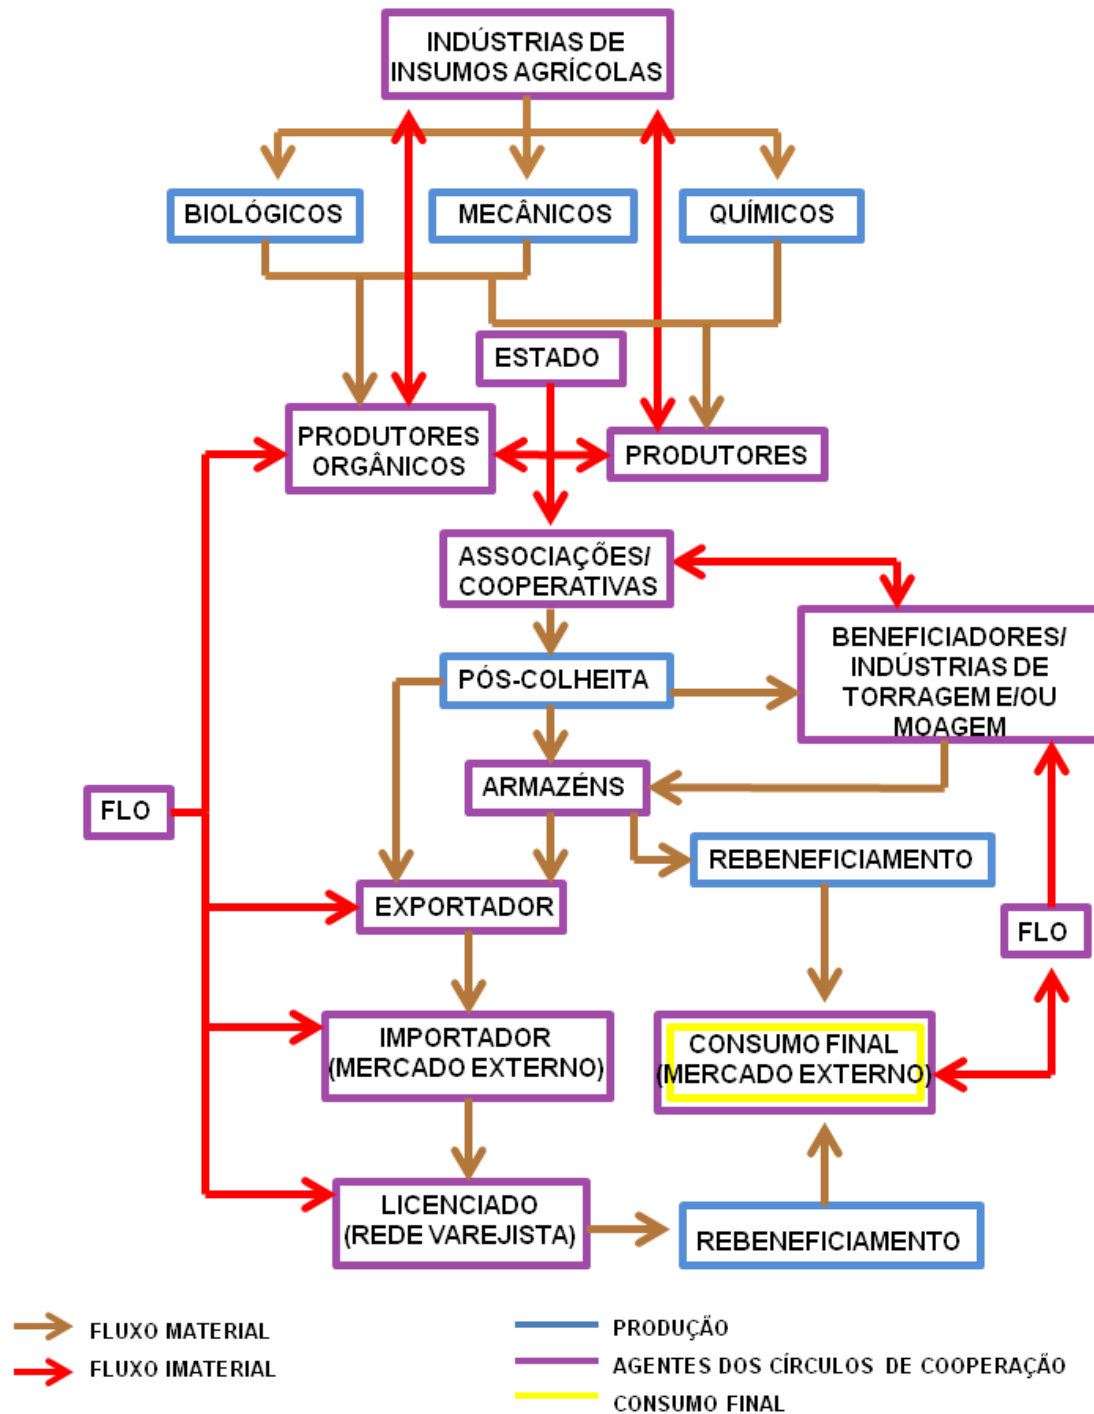 INDÚSTRIAS DE
INSUMOS AGRÍCOLAS
BIOLÓGICOS
MECÂNICOS
QUÍMICOS
ESTADO
PRODUTORES
ORGÂNICOS
PRODUTORES
ASSOCIAÇÕES/
COOPERATIVAS
BENEFICIADORES/
INDÚSTRIAS DE
TORRAGEM E/OU
MOAGEM
PÓS-COLHEITA
ARMAZÉNS
FLO
REBENEFICIAMENTO
EXPORTADOR
FLO
IMPORTADOR
(MERCADO EXTERNO)
CONSUMO FINAL
(MERCADO EXTERNO)
LICENCIADO
(REDE VAREJISTA)
REBENEFICIAMENTO
FLUXO MATERIAL
FLUXO IMATERIAL
PRODUÇÃO
AGENTES DOS CÍRCULOS DE COOPERAÇÃO
CONSUMO FINAL